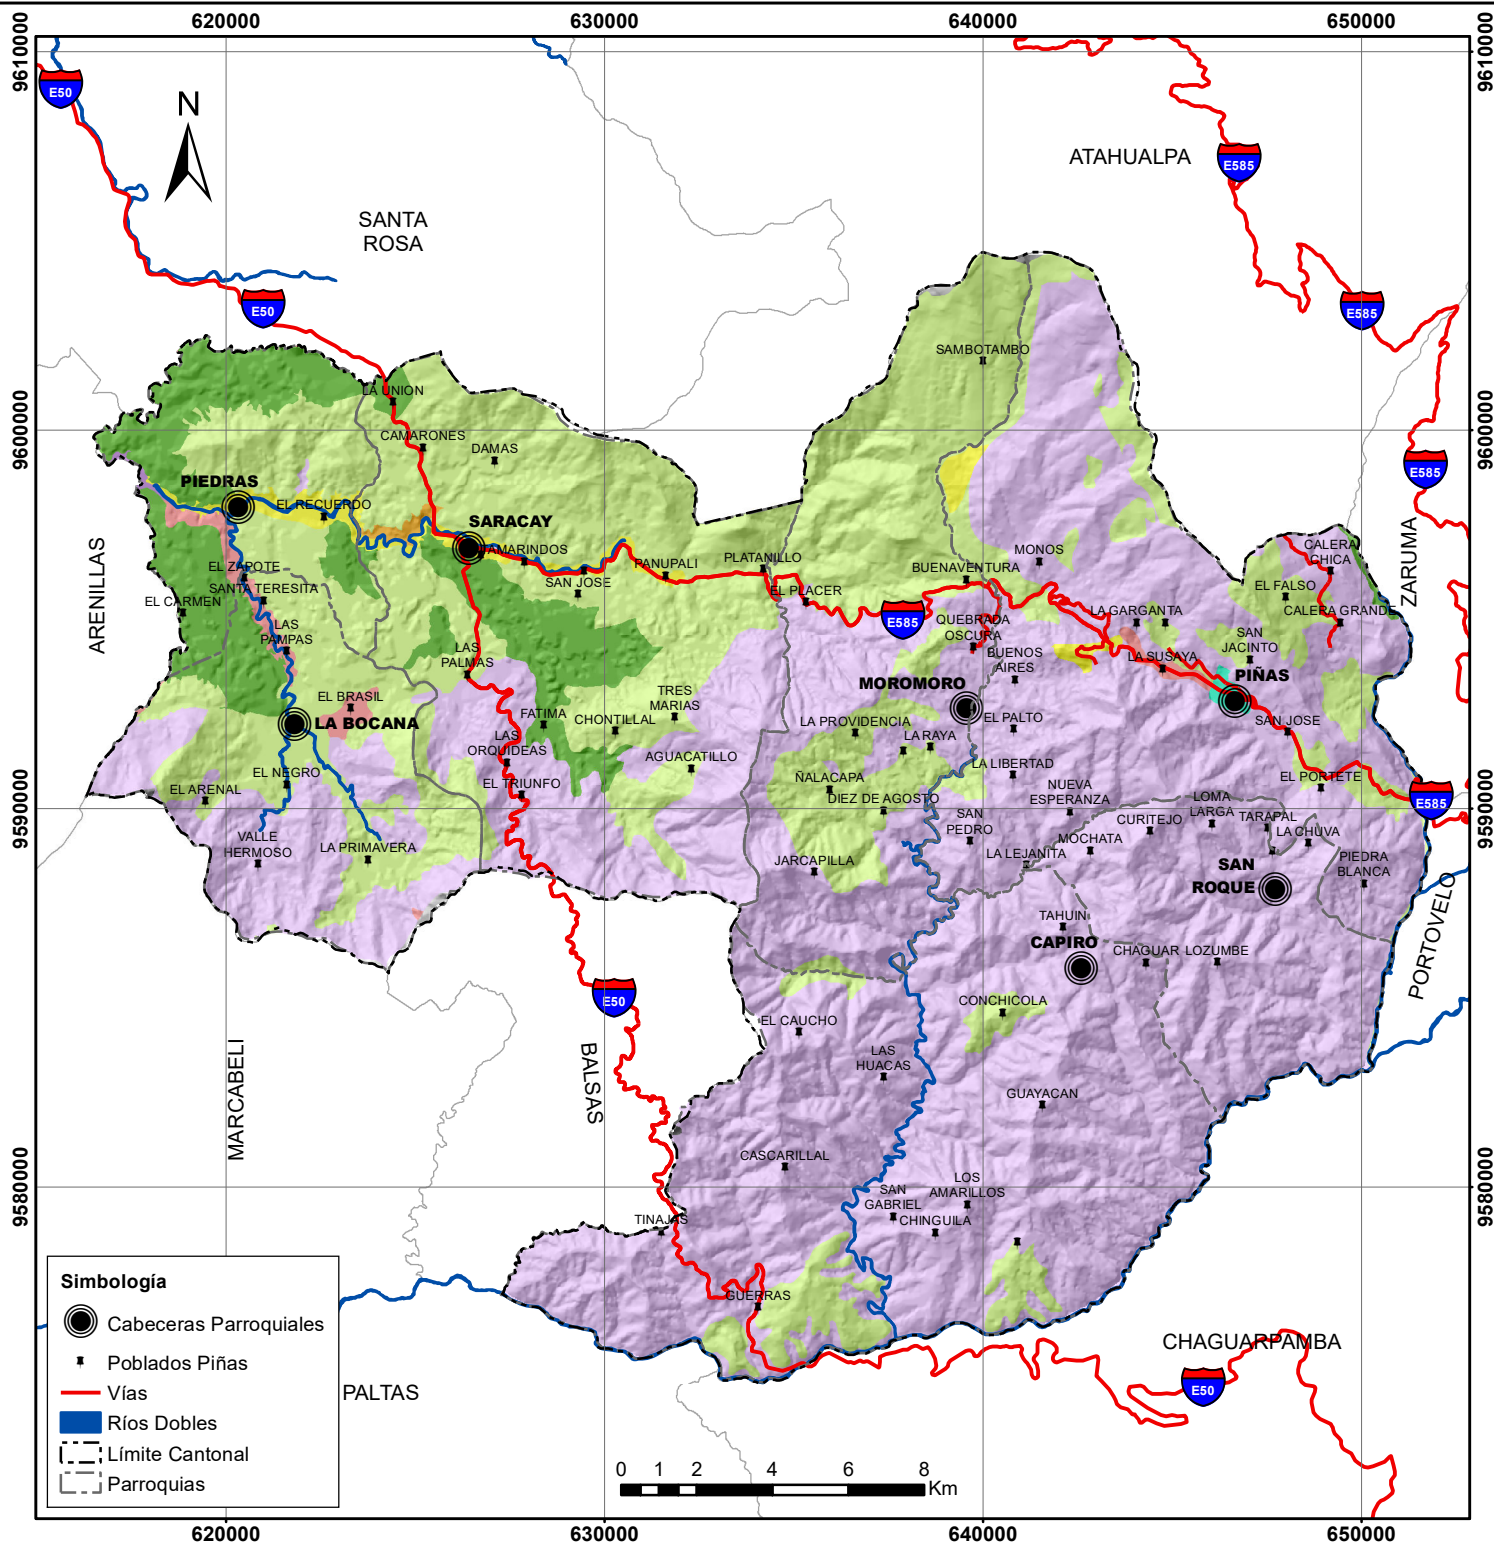 620000
630000
640000
650000
9610000
9610000
E50
N
ATAHUALPA
E585
SANTA
ROSA
E50
E585
SAMBOTAMBO
LA UNION
9600000
9600000
CAMARONES
DAMAS
E585
PIEDRAS
EL RECUERDO
SARACAY
TAMARINDOS
ARENILLAS
ZARUMA
SAN JOSE
PANUPALI
PLATANILLO
EL PLACER
BUENAVENTURA
MONOS
CALERA
CHICA
EL FALSO
CALERA GRANDE
EL ZAPOTE
SANTA TERESITA
EL CARMEN
LAS
PAMPAS
E585
QUEBRADA
OSCURA
LA GARGANTA
SAN
JACINTO
LAS
PALMAS
BUENOS
AIRES
LA SUSAYA
PIÑAS
MOROMORO
EL BRASIL
LA BOCANA
FATIMA
CHONTILLAL
TRES
MARIAS
LA PROVIDENCIA
EL PALTO
SAN JOSE
LAS
ORQUIDEAS
LA RAYA
AGUACATILLO
LA LIBERTAD
EL NEGRO
EL ARENAL
EL TRIUNFO
ÑALACAPA
DIEZ DE AGOSTO
NUEVA
ESPERANZA
EL PORTETE
E585
9590000
9590000
LOMA
LARGA
SAN
PEDRO
CURITEJO
TARAPAL
LA CHUVA
VALLE
HERMOSO
LA PRIMAVERA
MOCHATA
JARCAPILLA
LA LEJANITA
SAN
ROQUE
PIEDRA
BLANCA
TAHUIN
CAPIRO
CHAGUAR
LOZUMBE
PORTOVELO
E50
CONCHICOLA
EL CAUCHO
MARCABELI
BALSAS
LAS
HUACAS
GUAYACAN
CASCARILLAL
9580000
9580000
LOS
AMARILLOS
SAN
GABRIEL
CHINGUILA
TINAJAS
GUERRAS
Simbología
Cabeceras Parroquiales
Poblados Piñas
Vías
Ríos Dobles
Límite Cantonal
Parroquias
PALTAS
CHAGUARPAMBA
E50
0 1 2 4 6 8
Km
620000
630000
640000
650000